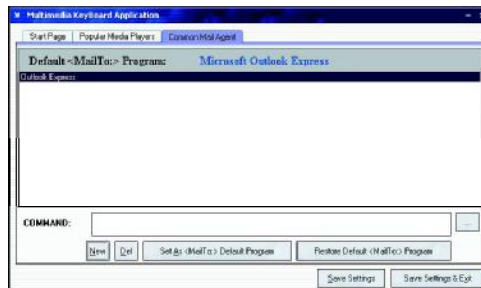 Multimedia KeyBoard Application
Start Page Popular Media Players Common Mail Agent
Default <MailTo:> Program: Microsoft Outlook Express
Outlook Express
COMMAND: ...
New Del Set As <MailTo:> Default Program Restore Default <MailTo:> Program
Save Settings Save Settings & Exit